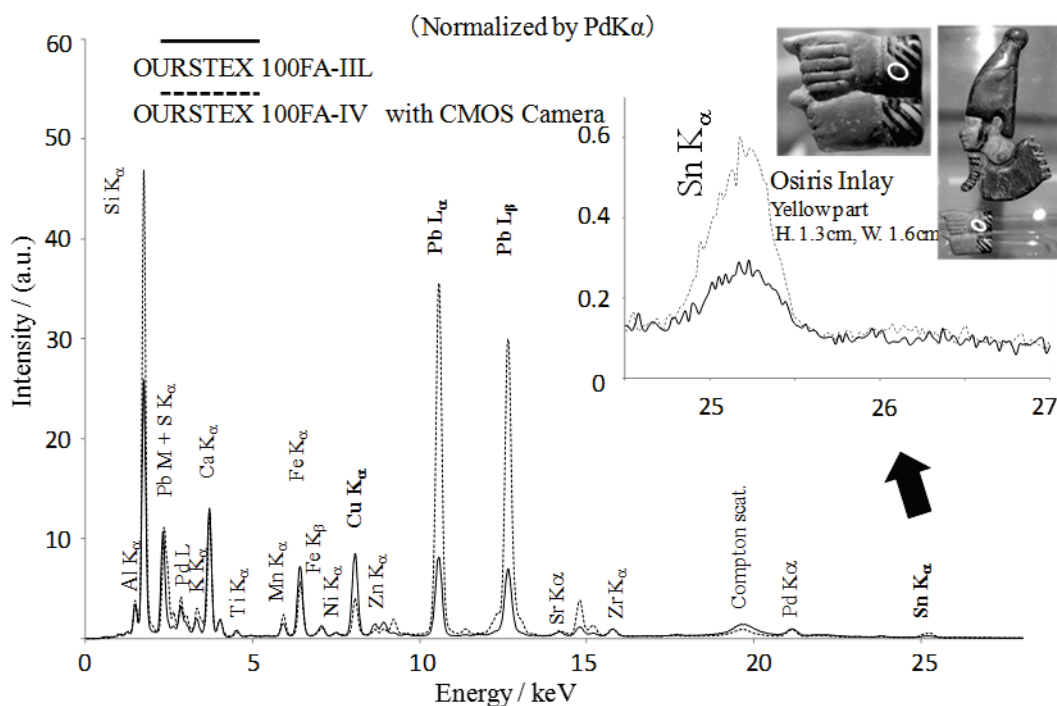 (Normalized by PdKα)
60
50
40
30
20
10
Intensity / (a.u.)
OURSTEX 100FA-IIL
OURSTEX 100FA-IV with CMOS Camera
Si Kα
Al Kα
Pb M + S Kα
Pd L
K Kα
Ca Kα
Ti Kα
Mn Kα
Fe Kα
Fe Kβ
Ni Kα
Cu Kα
Zn Kα
Pb Lα
Pb Lβ
Sr Kα
Zr Kα
Compton scat.
Pd Kα
Sn Kα
0 5 10 15 20 25
Energy / keV
Sn Kα
0.6
0.4
0.2
0
25 26 27
Osiris Inlay
Yellow part
H. 1.3cm, W. 1.6cm